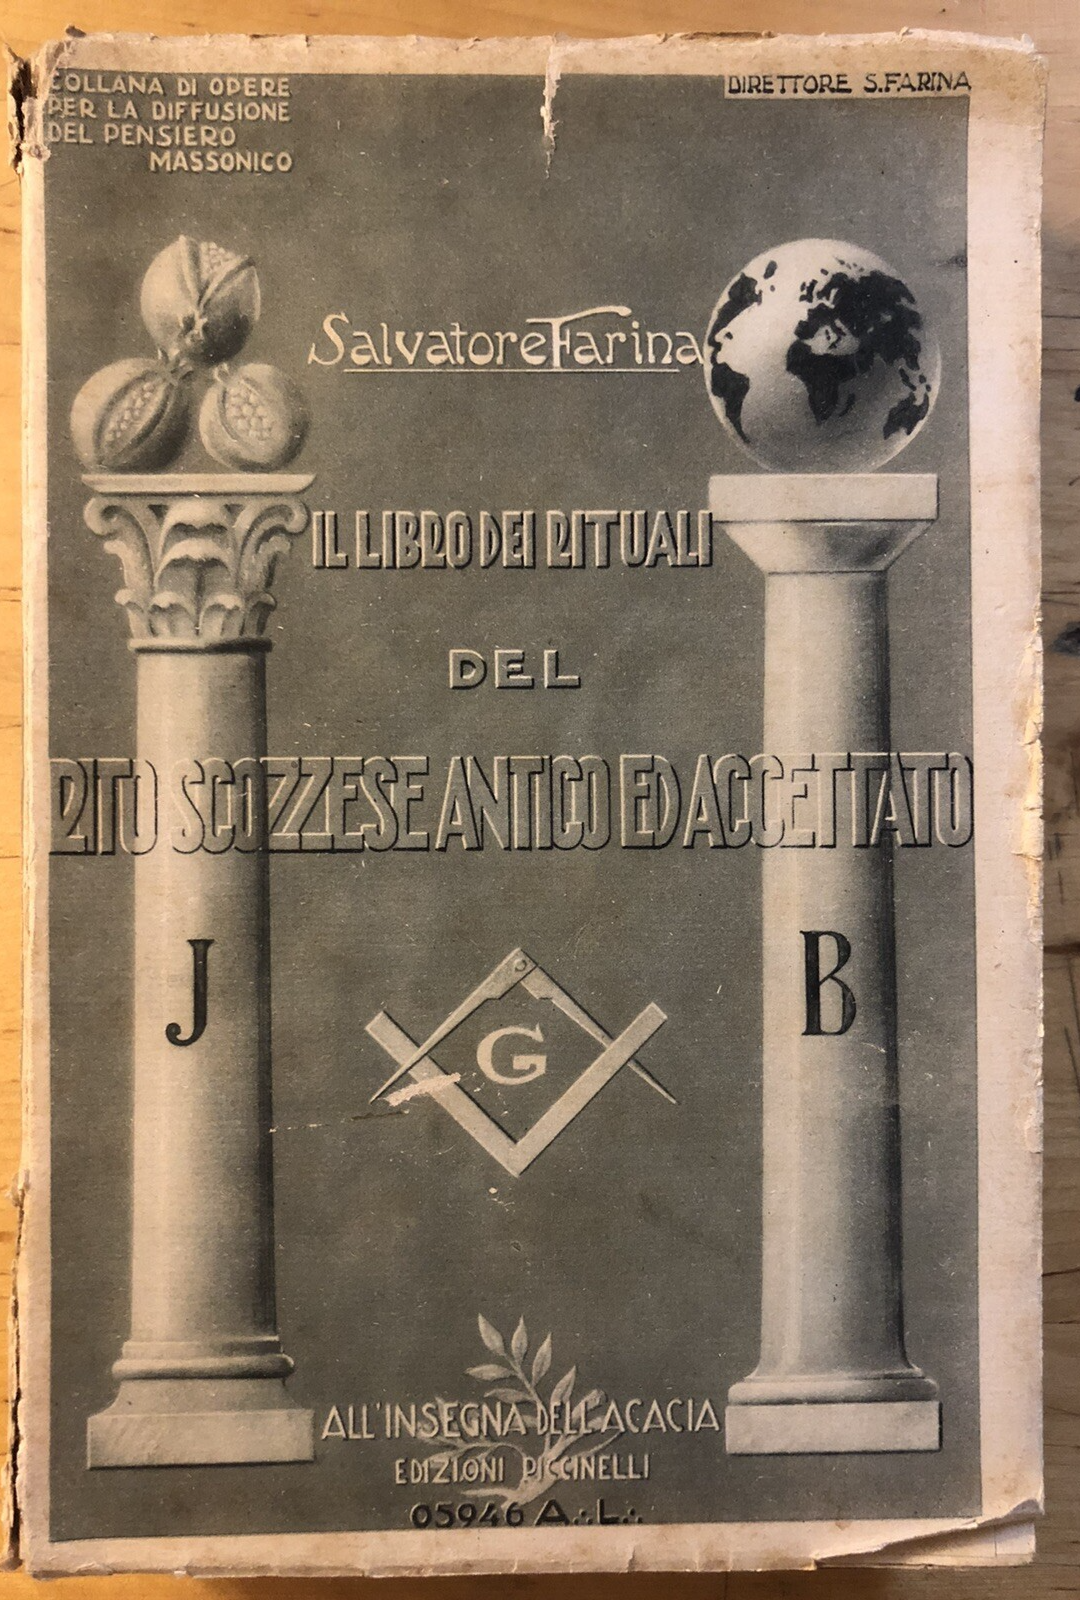 COLLANA DI OPERE
PER LA DIFFUSIONE
DEL PENSIERO
MASSONICO
DIRETTORE S. FARINA
Salvatore Farina
IL LIBRO DEI RITUALI
DEL
RITO SCOZZESE ANTICO ED ACCETTATO
J
B
G
ALL'INSEGNA DELL'ACACIA
EDIZIONI PICCINELLI
05946 A∴L∴